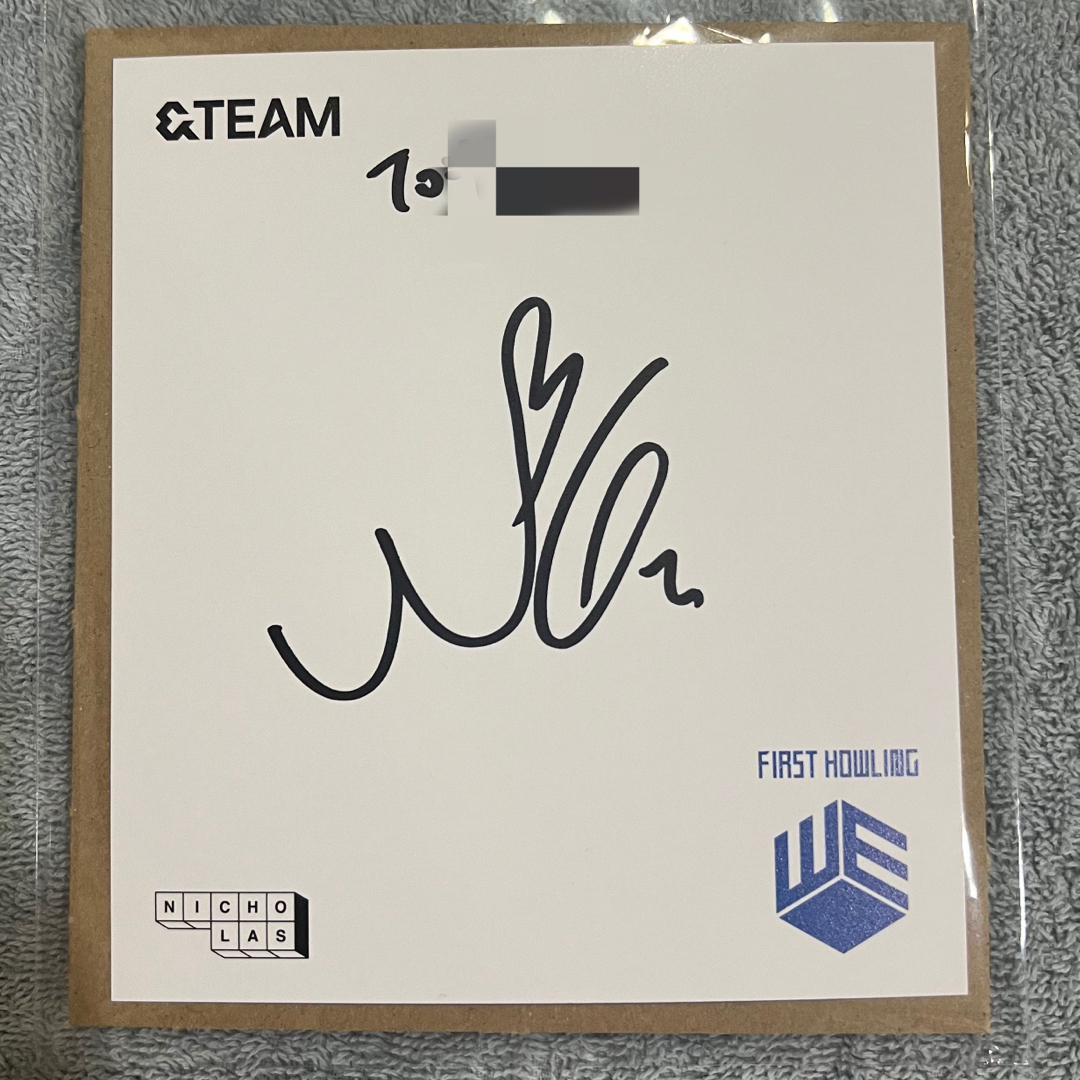 &TEAM
To
FIRST HOWLING
WE
NICHO
LAS